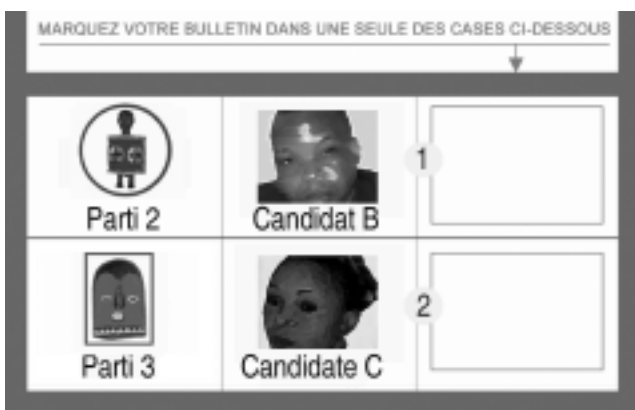 MARQUEZ VOTRE BULLETIN DANS UNE SEULE DES CASES CI-DESSOUS
1
Parti 2 Candidat B
2
Parti 3 Candidate C